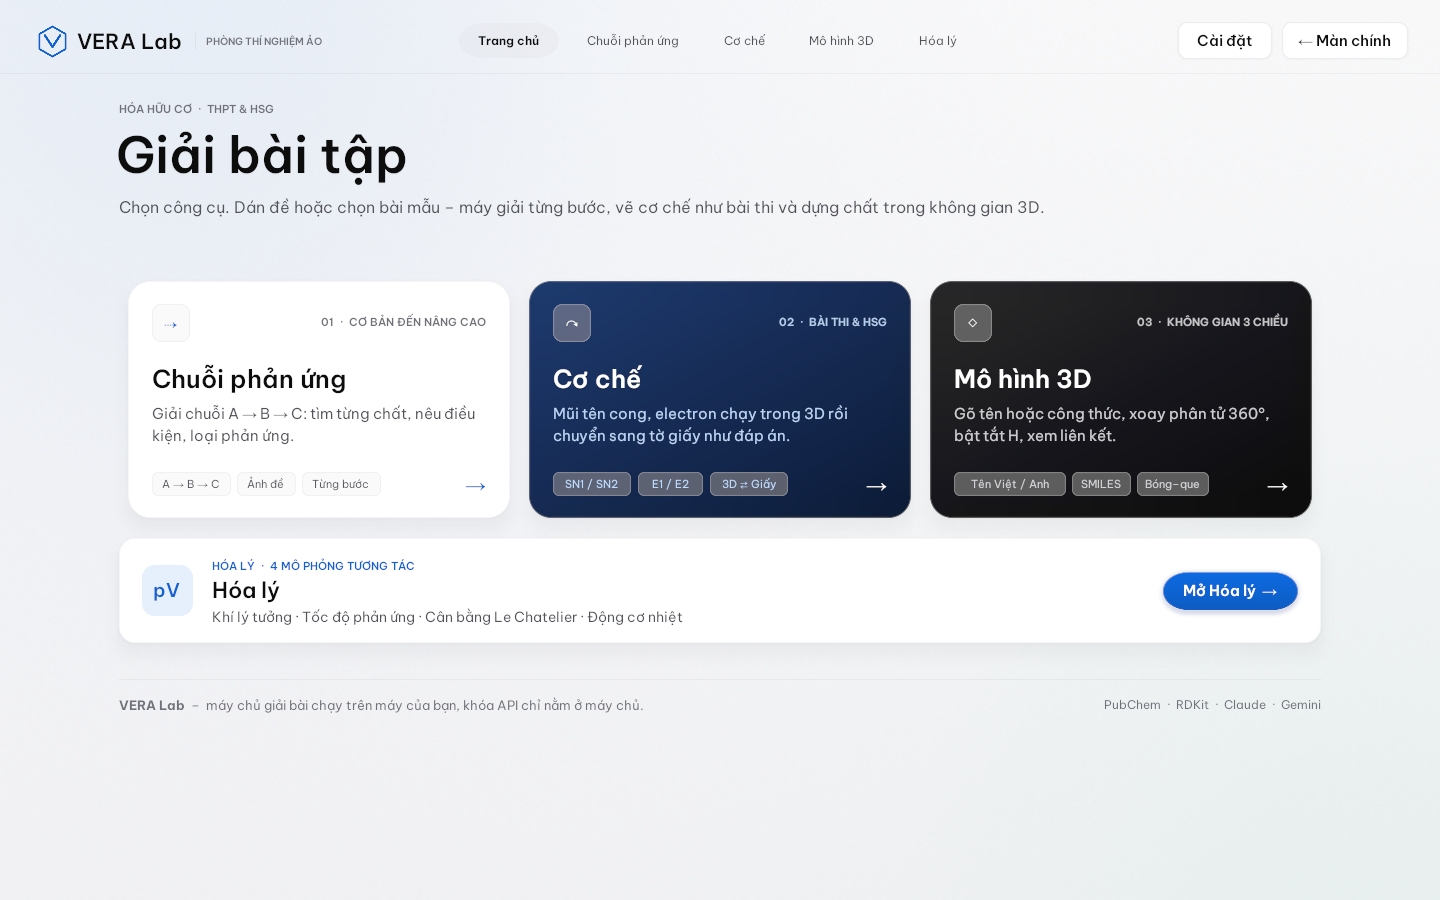 VERA Lab
PHÒNG THÍ NGHIỆM ẢO
Trang chủ
Chuỗi phản ứng
Cơ chế
Mô hình 3D
Hóa lý
Cài đặt
← Màn chính
HÓA HỮU CƠ · THPT & HSG
Giải bài tập
Chọn công cụ. Dán đề hoặc chọn bài mẫu – máy giải từng bước, vẽ cơ chế như bài thi và dựng chất trong không gian 3D.
01 · CƠ BẢN ĐẾN NÂNG CAO
Chuỗi phản ứng
Giải chuỗi A → B → C: tìm từng chất, nêu điều
kiện, loại phản ứng.
A → B → C
Ảnh đề
Từng bước
→
02 · BÀI THI & HSG
Cơ chế
Mũi tên cong, electron chạy trong 3D rồi
chuyển sang tờ giấy như đáp án.
SN1 / SN2
E1 / E2
3D ⇄ Giấy
→
03 · KHÔNG GIAN 3 CHIỀU
Mô hình 3D
Gõ tên hoặc công thức, xoay phân tử 360°,
bật tắt H, xem liên kết.
Tên Việt / Anh
SMILES
Bóng–que
→
pV
HÓA LÝ · 4 MÔ PHỎNG TƯƠNG TÁC
Hóa lý
Khí lý tưởng · Tốc độ phản ứng · Cân bằng Le Chatelier · Động cơ nhiệt
Mở Hóa lý →
VERA Lab – máy chủ giải bài chạy trên máy của bạn, khóa API chỉ nằm ở máy chủ.
PubChem · RDKit · Claude · Gemini